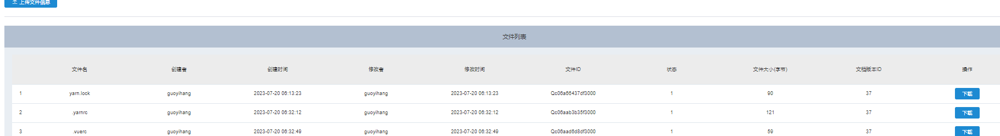 上传文件信息
文件列表
文件名 创建者 创建时间 修改者 修改时间 文件ID 状态 文件大小(字节) 文档版本ID 操作
1 yarn.lock guoyihang 2023-07-20 06:13:23 guoyihang 2023-07-20 06:13:23 Qc06a66437df3000 1 90 37 下载
2 .yarnrc guoyihang 2023-07-20 06:32:12 guoyihang 2023-07-20 06:32:12 Qc06aab3b35f3000 1 121 37 下载
3 .vuerc guoyihang 2023-07-20 06:32:49 guoyihang 2023-07-20 06:32:49 Qc06aad6d8df3000 1 59 37 下载